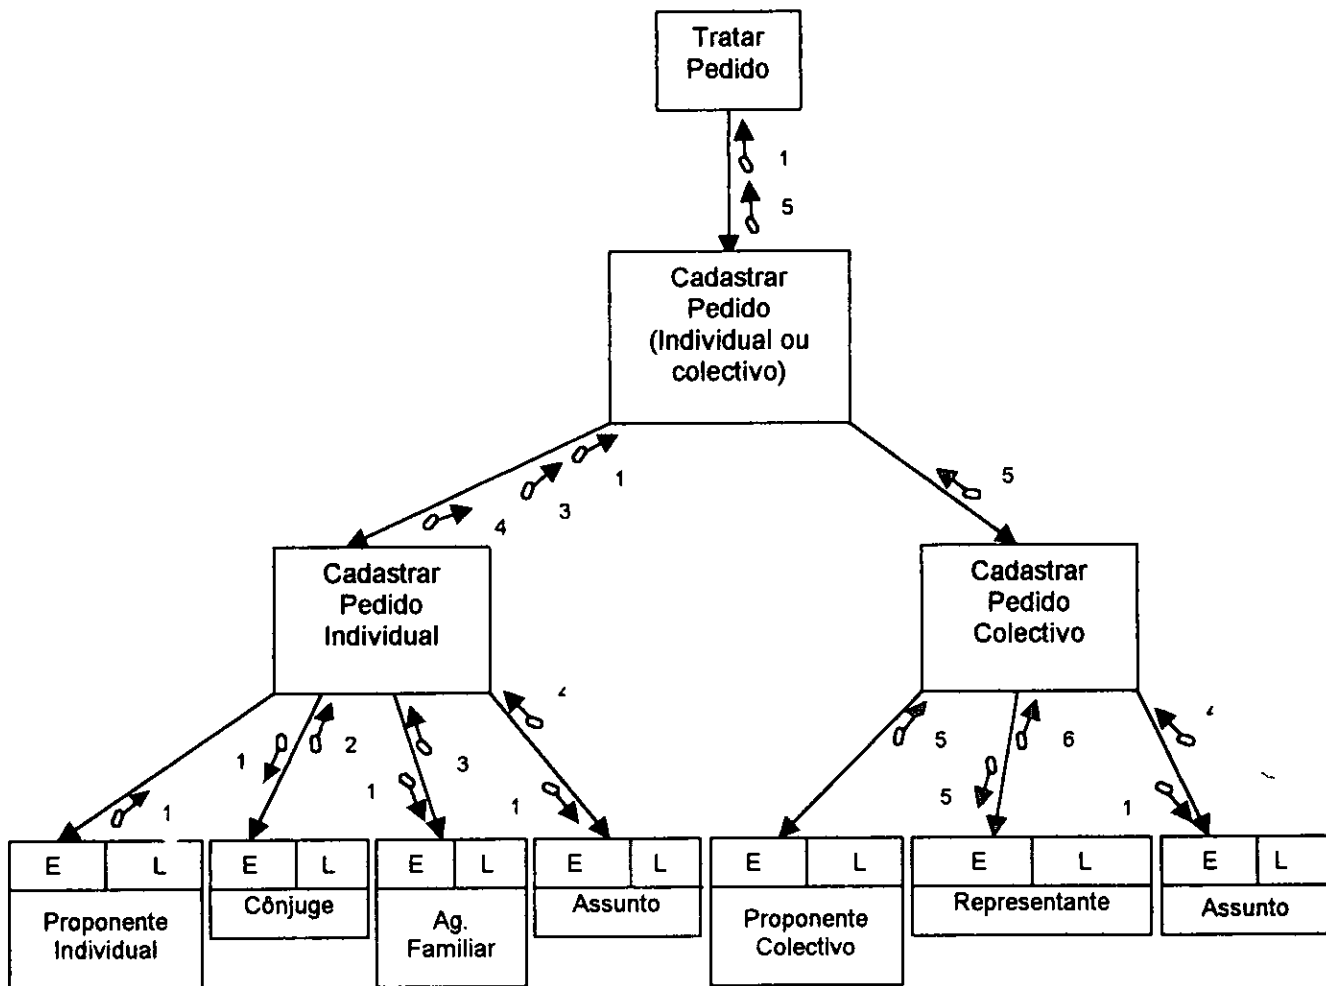 Tratar
Pedido
1
5
Cadastrar
Pedido
(Individual ou
colectivo)
1
3
4
5
Cadastrar
Pedido
Individual
Cadastrar
Pedido
Colectivo
1
1
2
1
3
1
5
5
6
1
E L
Proponente
Individual
E L
Cônjuge
E L
Ag.
Familiar
E L
Assunto
E L
Proponente
Colectivo
E L
Representante
E L
Assunto